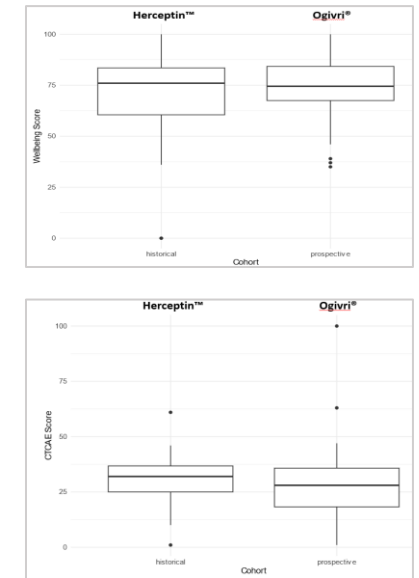 Herceptin™ Ogivri®
100
75
50
25
0
Wellbeing Score
historical prospective
Cohort
Herceptin™ Ogivri®
100
75
50
25
0
CTCAE Score
historical prospective
Cohort